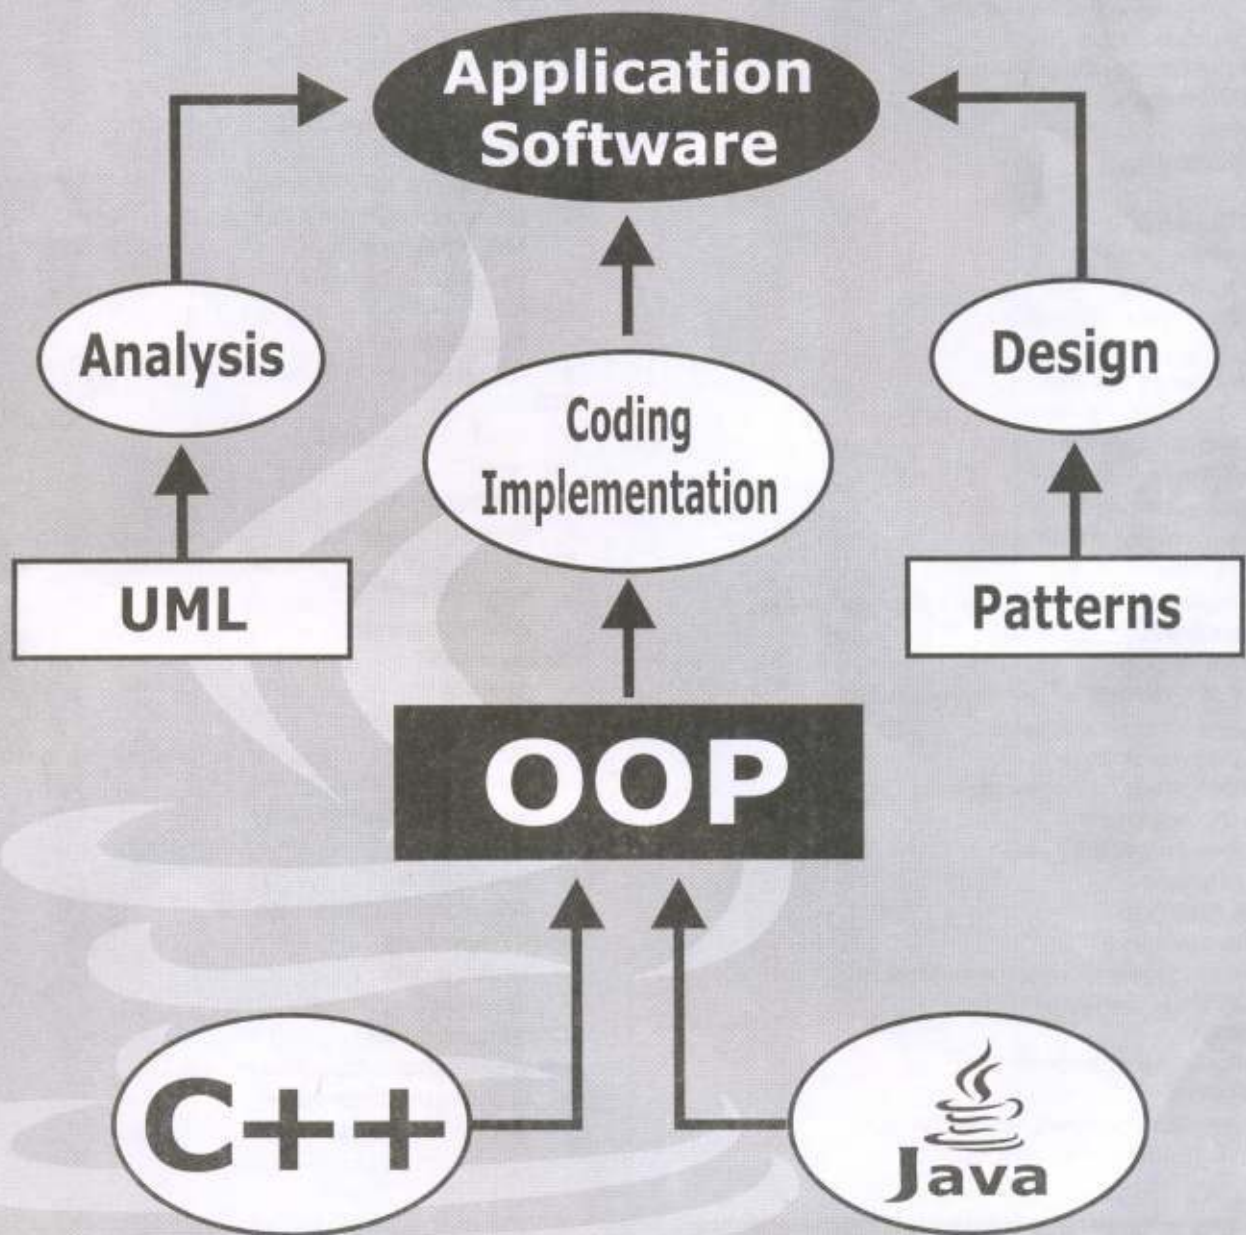 Application
Software
Analysis
Design
Coding
Implementation
UML
Patterns
OOP
C++
Java